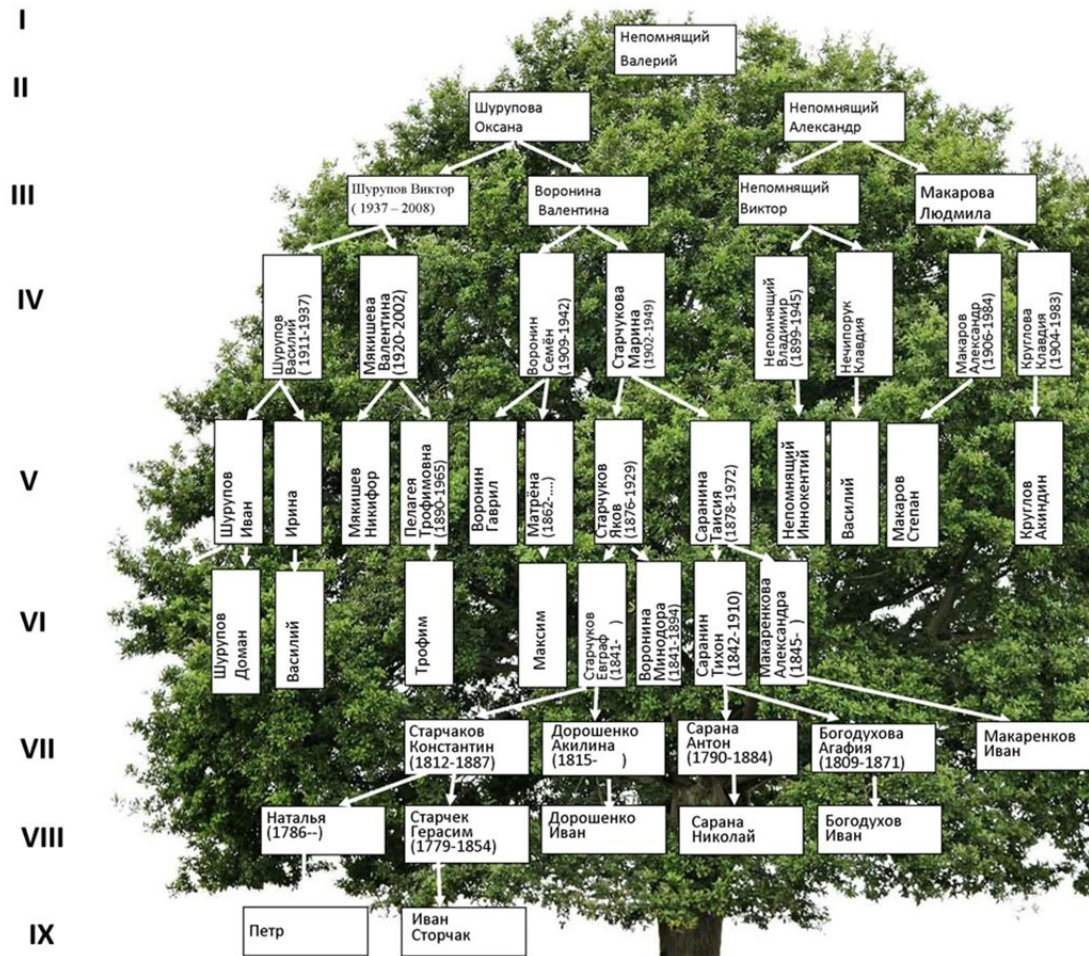 I
Непомнящий
Валерий
II
Шурупова
Оксана
Непомнящий
Александр
III
Шурупов Виктор
( 1937 – 2008)
Воронина
Валентина
Непомнящий
Виктор
Макарова
Людмила
IV
Шурупов
Василий
( 1911-1937)
Мякишева
Валентина
(1920-2002)
Воронин
Семён
(1909-1942)
Старчукова
Марина
(1902-1949)
Непомнящий
Владимир
(1899-1945)
Нечипорук
Клавдия
Макаров
Александр
(1906-1984)
Круглова
Клавдия
(1904-1983)
V
Шурупов
Иван
Ирина
Мякишев
Никифор
Пелагея
Трофимовна
(1890-1965)
Воронин
Гаврил
Матрёна
(1862-....)
Старчуков
Яков
(1876-1929)
Саранина
Таисия
(1878-1972)
Непомнящий
Иннокентий
Василий
Макаров
Степан
Круглов
Акиндин
VI
Шурупов
Доман
Василий
Трофим
Максим
Старчуков
Евграф
(1841- )
Воронина
Минодора
(1841-1894)
Саранин
Тихон
(1842-1910)
Макаренкова
Александра
(1845- )
VII
Старчаков
Константин
(1812-1887)
Дорошенко
Акилина
(1815- )
Сарана
Антон
(1790-1884)
Богодухова
Агафия
(1809-1871)
Макаренков
Иван
VIII
Наталья
(1786--)
Старчек
Герасим
(1779-1854)
Дорошенко
Иван
Сарана
Николай
Богодухов
Иван
IX
Петр
Иван
Сторчак